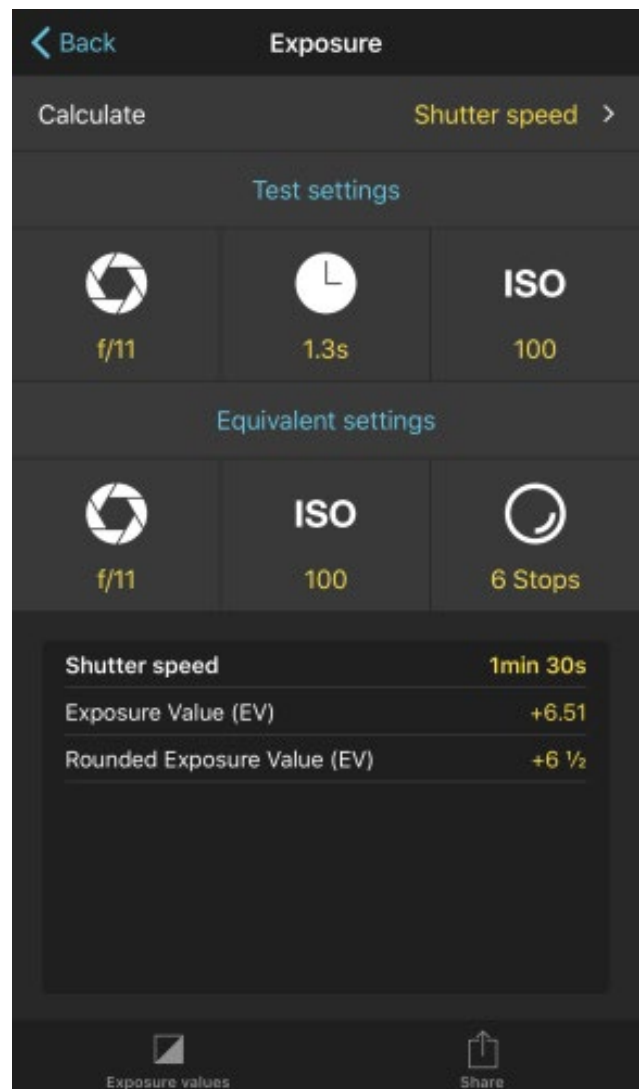 Back Exposure
Calculate Shutter speed
Test settings
ISO
f/11 1.3s 100
Equivalent settings
ISO
f/11 100 6 Stops
Shutter speed 1min 30s
Exposure Value (EV) +6.51
Rounded Exposure Value (EV) +6 ½
Exposure values Share